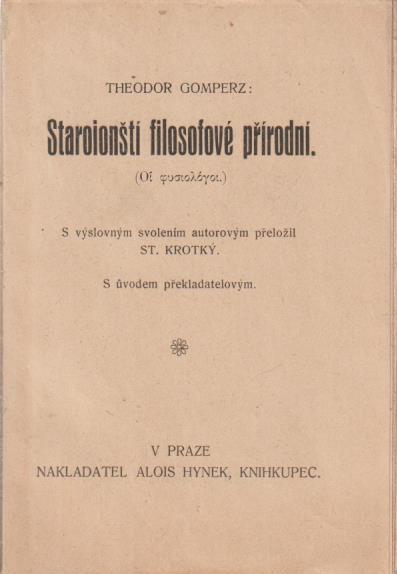 THEODOR GOMPERZ:
Staroionští filosofové přírodní.
(Οἱ φυσιολόγοι.)
S výslovným svolením autorovým přeložil
ST. KROTKÝ.
S úvodem překladatelovým.
V PRAZE
NAKLADATEL ALOIS HYNEK, KNIHKUPEC.